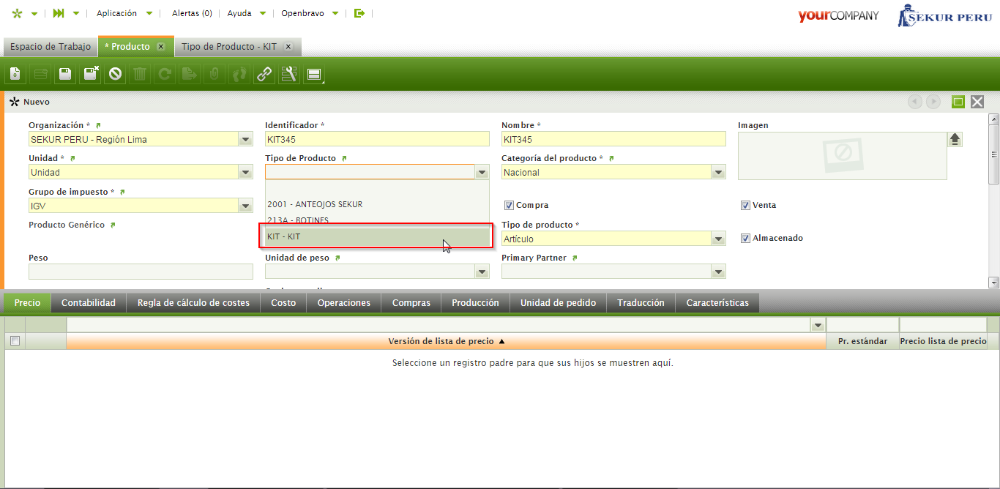 Aplicación
Alertas (0)
Ayuda
Openbravo
yourCOMPANY
SEKUR PERU
Espacio de Trabajo
* Producto
Tipo de Producto - KIT
Nuevo
Organización *
Identificador *
Nombre *
Imagen
SEKUR PERU - Región Lima
KIT345
KIT345
Unidad *
Tipo de Producto
Categoría del producto *
Unidad
Nacional
Grupo de impuesto *
2001 - ANTEOJOS SEKUR
Compra
Venta
IGV
213A - BOTINES
Producto Genérico
Tipo de producto *
KIT - KIT
Artículo
Almacenado
Peso
Unidad de peso
Primary Partner
Precio
Contabilidad
Regla de cálculo de costes
Costo
Operaciones
Compras
Producción
Unidad de pedido
Traducción
Características
Versión de lista de precio
Pr. estándar
Precio lista de precio
Seleccione un registro padre para que sus hijos se muestren aquí.